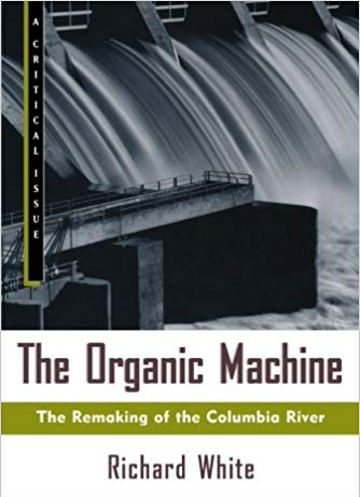 A CRITICAL ISSUE
The Organic Machine
The Remaking of the Columbia River
Richard White